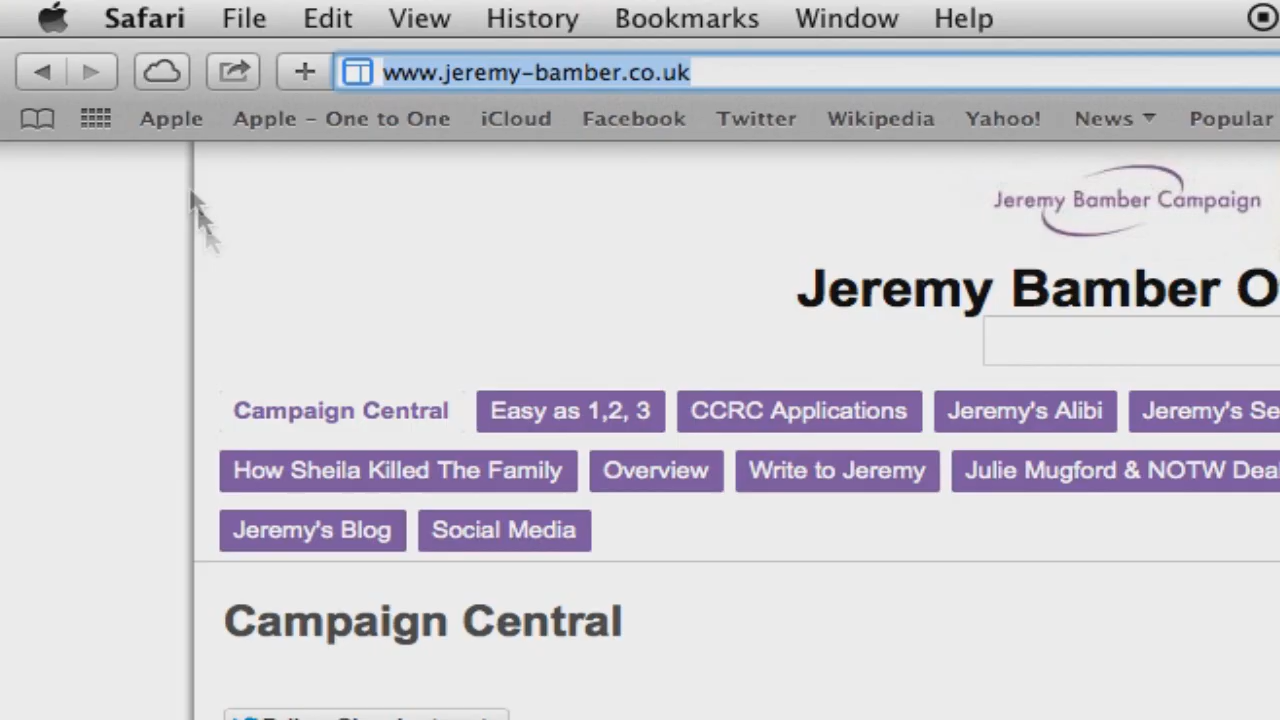 Safari File Edit View History Bookmarks Window Help
www.jeremy-bamber.co.uk
Apple Apple - One to One iCloud Facebook Twitter Wikipedia Yahoo! News Popular
Jeremy Bamber Campaign
Jeremy Bamber O
Campaign Central Easy as 1,2, 3 CCRC Applications Jeremy's Alibi Jeremy's Se
How Sheila Killed The Family Overview Write to Jeremy Julie Mugford & NOTW Deal
Jeremy's Blog Social Media
Campaign Central